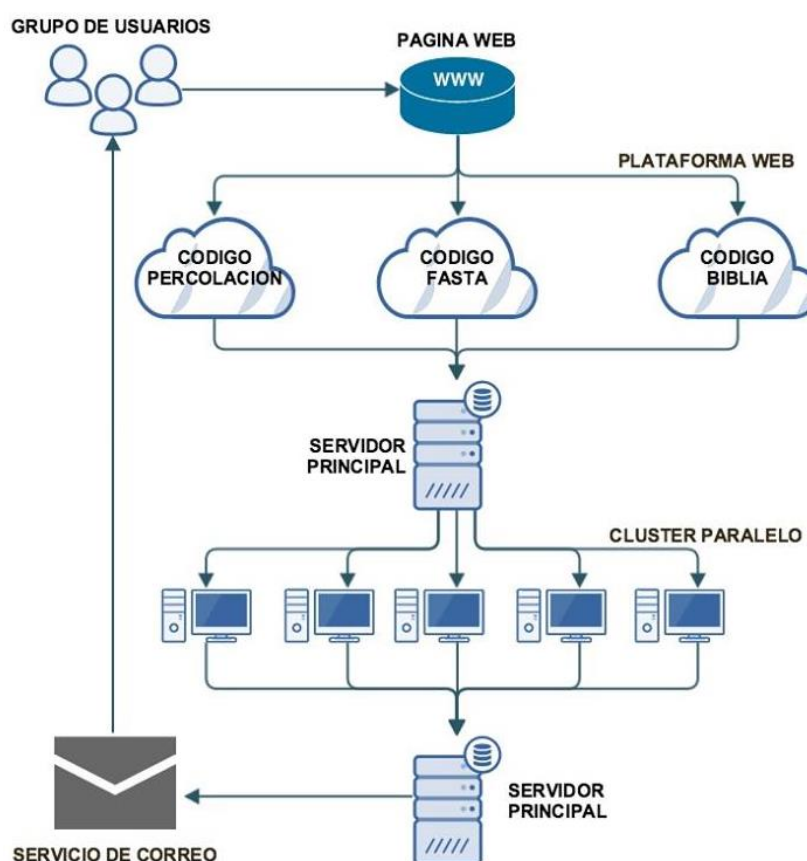 GRUPO DE USUARIOS
PAGINA WEB
WWW
PLATAFORMA WEB
CODIGO
PERCOLACION
CODIGO
FASTA
CODIGO
BIBLIA
SERVIDOR
PRINCIPAL
CLUSTER PARALELO
SERVIDOR
PRINCIPAL
SERVICIO DE CORREO